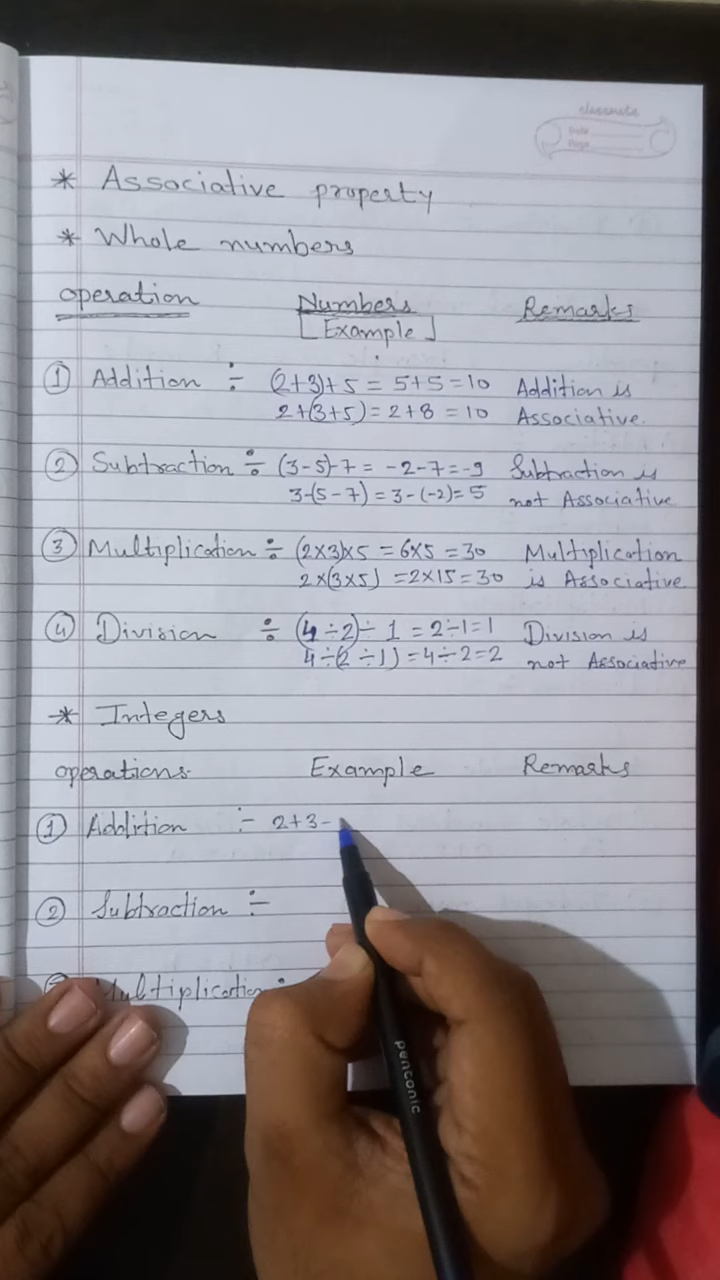 classmate
Date
Page
* Associative property
* Whole numbers
operation Numbers Remarks
[Example]
① Addition ÷ (2+3)+5 = 5+5=10 Addition is
2+(3+5)=2+8=10 Associative.
② Subtraction ÷ (3-5)-7= -2-7=-9 Subtraction is
3-(5-7)=3-(-2)=5 not Associative
③ Multiplication ÷ (2×3)×5 =6×5=30 Multiplication
2×(3×5) =2×15=30 is Associative
④ Division ÷ (4÷2)÷1=2÷1=1 Division is
4÷(2÷1)=4÷2=2 not Associative
* Integers
operations. Example Remarks
① Addition :- 2+3-
② Subtraction ÷
Multiplication
penconic